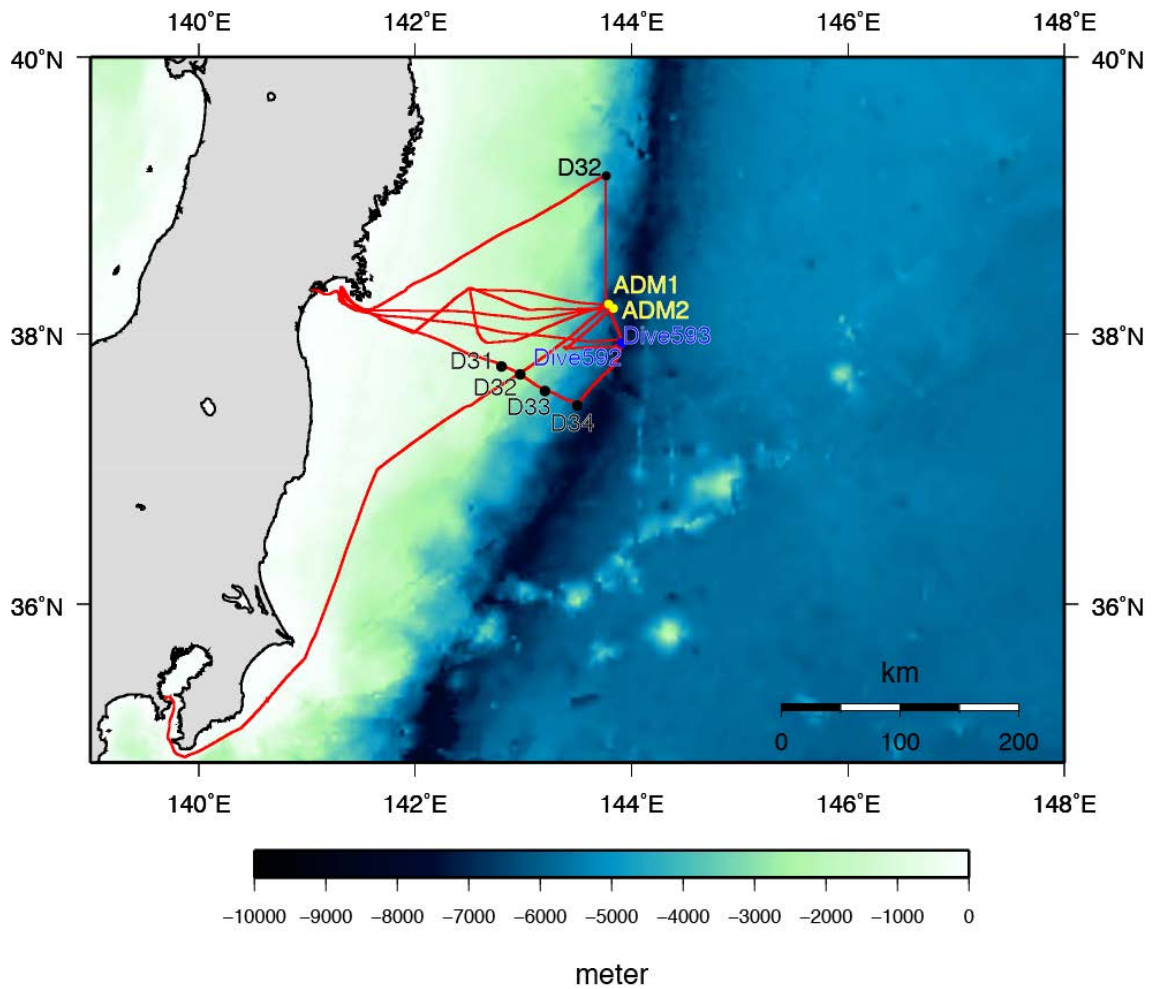 140°E 142°E 144°E 146°E 148°E
40°N 40°N
D32
ADM1
ADM2
38°N Dive593 38°N
D31 Dive592
D32
D33
D34
36°N 36°N
km
0 100 200
140°E 142°E 144°E 146°E 148°E
−10000 −9000 −8000 −7000 −6000 −5000 −4000 −3000 −2000 −1000 0
meter